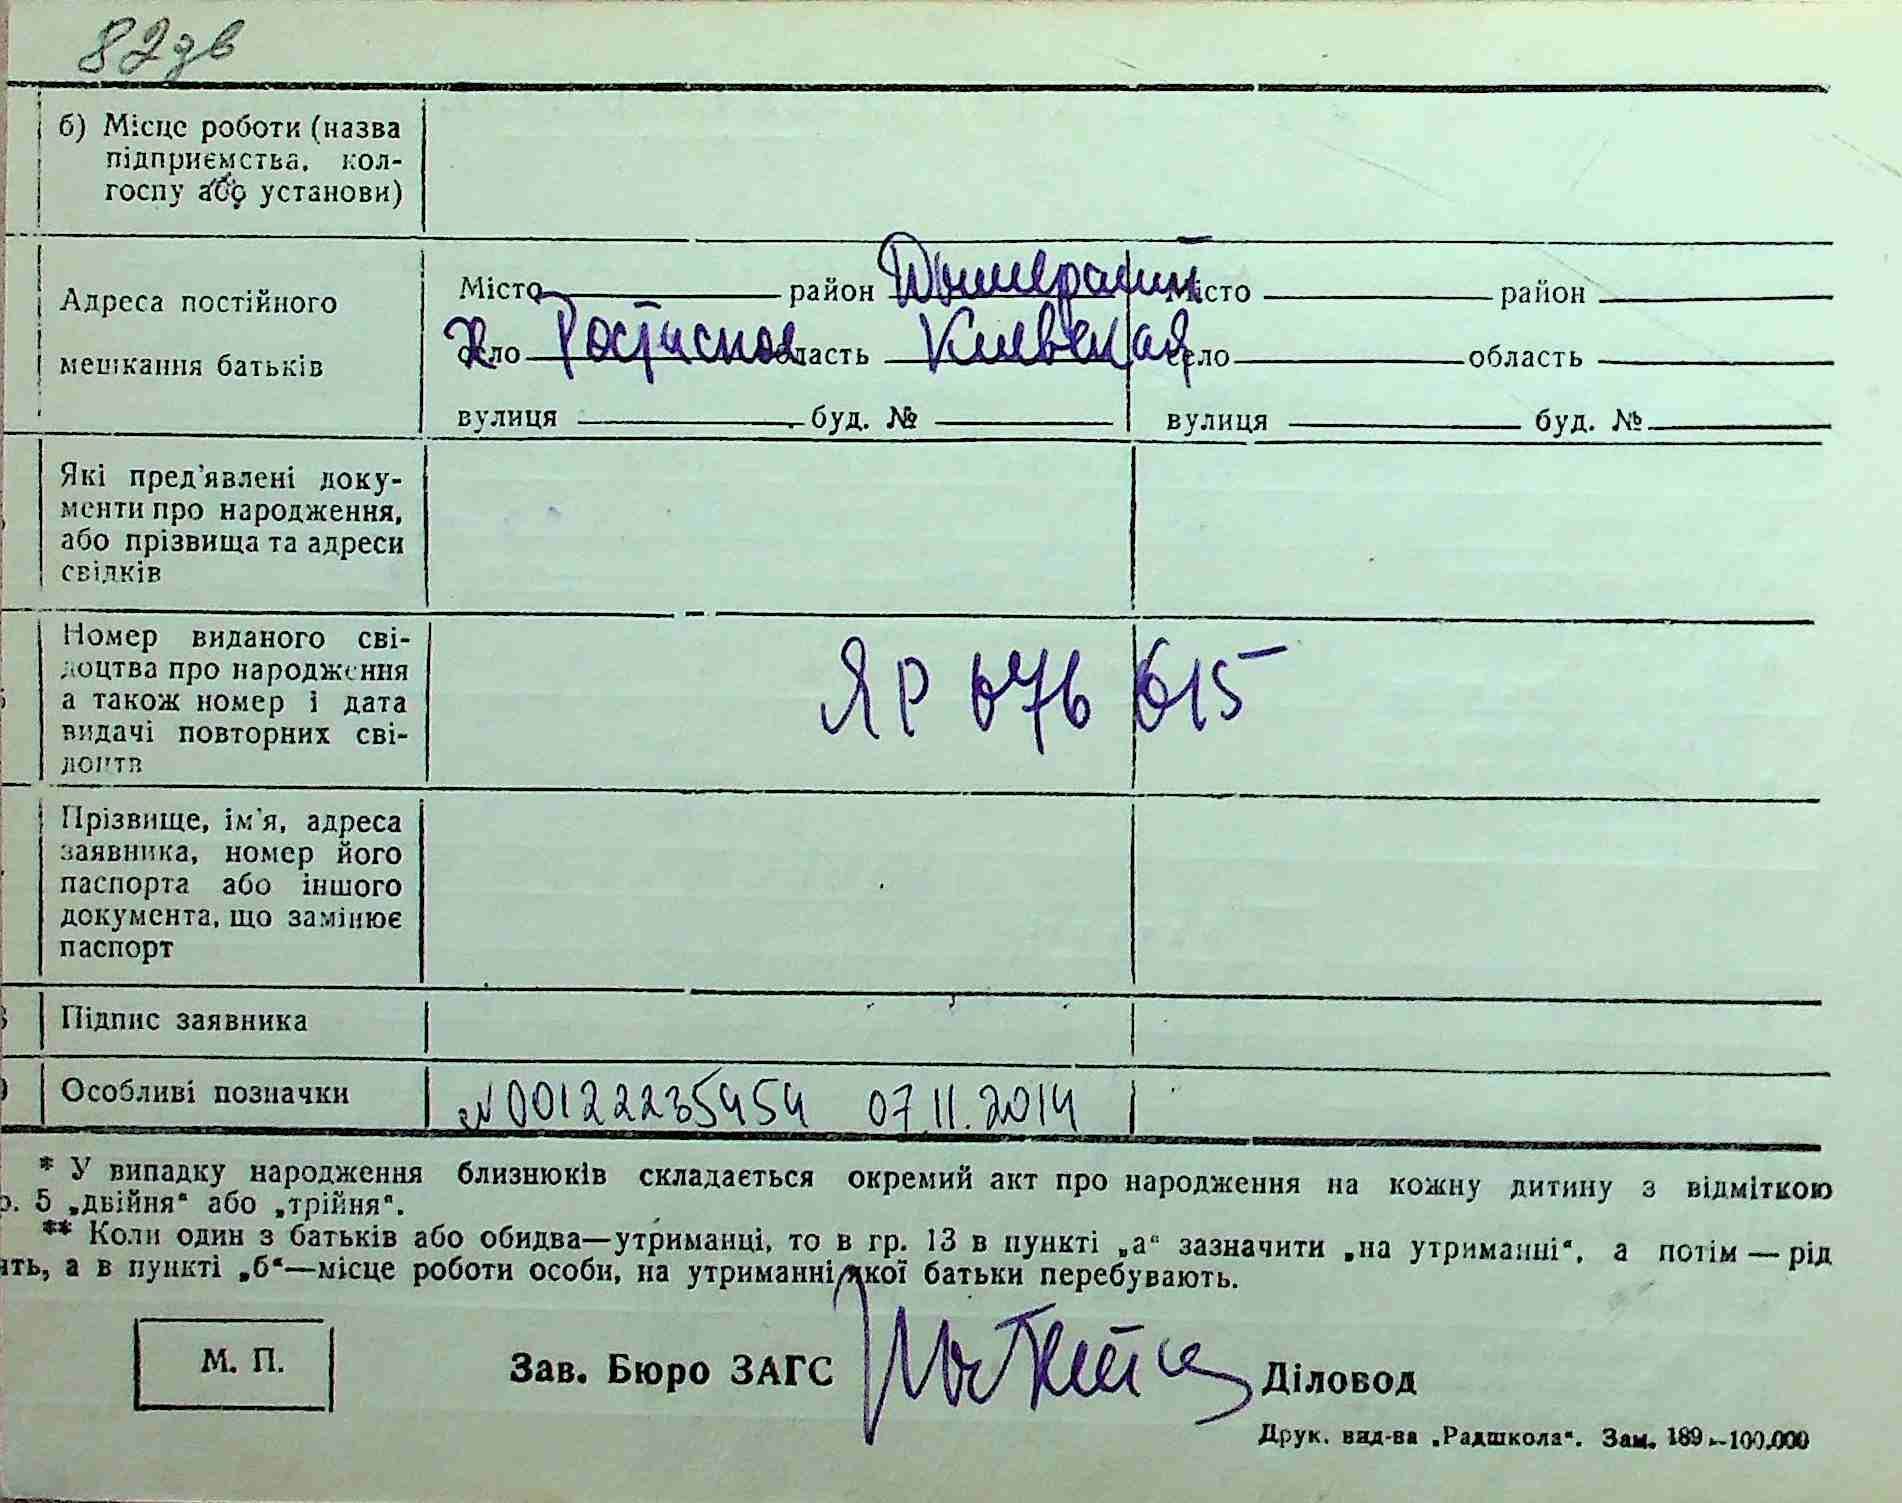 82зв
б) Місце роботи (назва
підприємства, кол-
госпу або установи)
Адреса постійного
мешкання батьків
Місто район Дымерский
село область Киевская
вулиця буд. №
Місто район
село область
вулиця буд. №
Які пред'явлені доку-
менти про народження,
або прізвища та адреси
свідків
Номер виданого сві-
доцтва про народження
а також номер і дата
видачі повторних сві-
доцтв
ЯР 076 615
Прізвище, ім'я, адреса
заявника, номер його
паспорта або іншого
документа, що замінює
паспорт
Підпис заявника
Особливі позначки
N 00122235454 07.11.2014
* У випадку народження близнюків складається окремий акт про народження на кожну дитину з відміткою
р. 5 „двійня“ або „трійня“.
** Коли один з батьків або обидва—утриманці, то в гр. 13 в пункті „а“ зазначити „на утриманні“, а потім — рід
ять, а в пункті „б“—місце роботи особи, на утриманні якої батьки перебувають.
М. П.
Зав. Бюро ЗАГС
Діловод
Друк. вид-ва „Радшкола“. Зам. 189—100.000